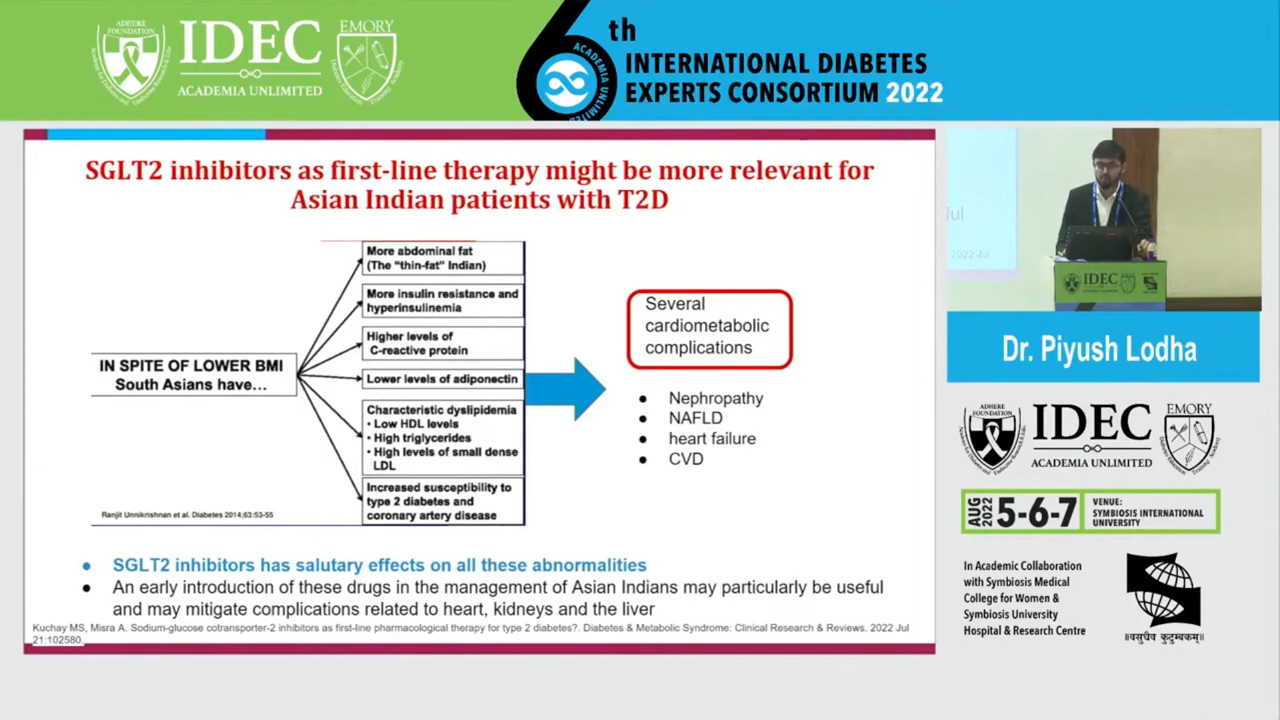 ADHERE
FOUNDATION
IDEC
ACADEMIA UNLIMITED
EMORY
6th
ACADEMIA UNLIMITED
INTERNATIONAL DIABETES
EXPERTS CONSORTIUM 2022
SGLT2 inhibitors as first-line therapy might be more relevant for
Asian Indian patients with T2D
IN SPITE OF LOWER BMI
South Asians have...
More abdominal fat
(The "thin-fat" Indian)
More insulin resistance and
hyperinsulinemia
Higher levels of
C-reactive protein
Lower levels of adiponectin
Characteristic dyslipidemia
• Low HDL levels
• High triglycerides
• High levels of small dense
LDL
Increased susceptibility to
type 2 diabetes and
coronary artery disease
Ranjit Unnikrishnan et al. Diabetes 2014;63:53-55
Several
cardiometabolic
complications
● Nephropathy
● NAFLD
● heart failure
● CVD
● SGLT2 inhibitors has salutary effects on all these abnormalities
● An early introduction of these drugs in the management of Asian Indians may particularly be useful
and may mitigate complications related to heart, kidneys and the liver
Kuchay MS, Misra A. Sodium-glucose cotransporter-2 inhibitors as first-line pharmacological therapy for type 2 diabetes?. Diabetes & Metabolic Syndrome: Clinical Research & Reviews. 2022 Jul
21:102580.
2022 Jul
IDEC
Dr. Piyush Lodha
ADHERE
FOUNDATION
IDEC
ACADEMIA UNLIMITED
EMORY
AUG
2022
5-6-7
VENUE:
SYMBIOSIS INTERNATIONAL
UNIVERSITY
In Academic Collaboration
with Symbiosis Medical
College for Women &
Symbiosis University
Hospital & Research Centre
॥वसुधैव कुटुम्बकम्॥